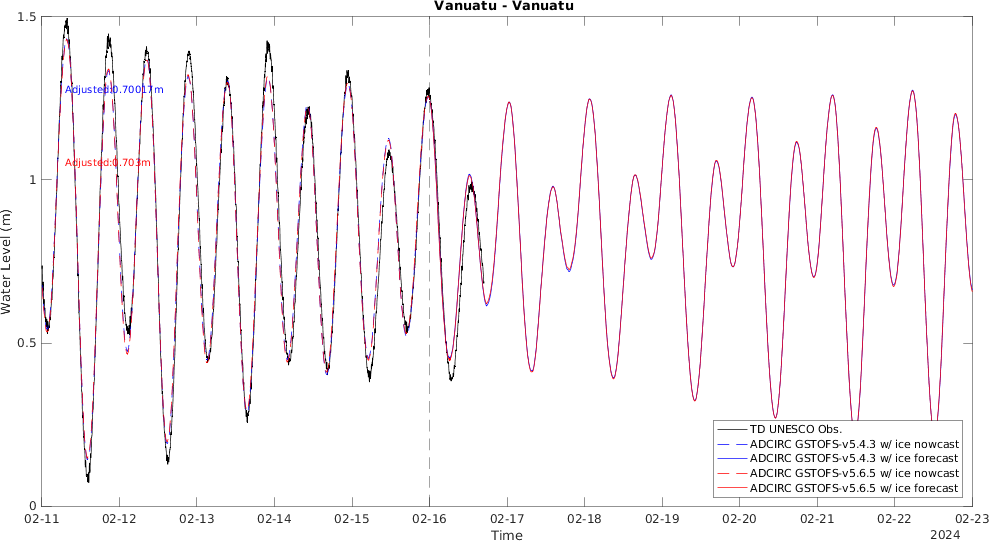 Vanuatu - Vanuatu
1.5
Adjusted:0.70017m
Adjusted:0.703m
1
Water Level (m)
0.5
TD UNESCO Obs.
ADCIRC GSTOFS-v5.4.3 w/ ice nowcast
ADCIRC GSTOFS-v5.4.3 w/ ice forecast
ADCIRC GSTOFS-v5.6.5 w/ ice nowcast
ADCIRC GSTOFS-v5.6.5 w/ ice forecast
0
02-11 02-12 02-13 02-14 02-15 02-16 02-17 02-18 02-19 02-20 02-21 02-22 02-23
Time 2024